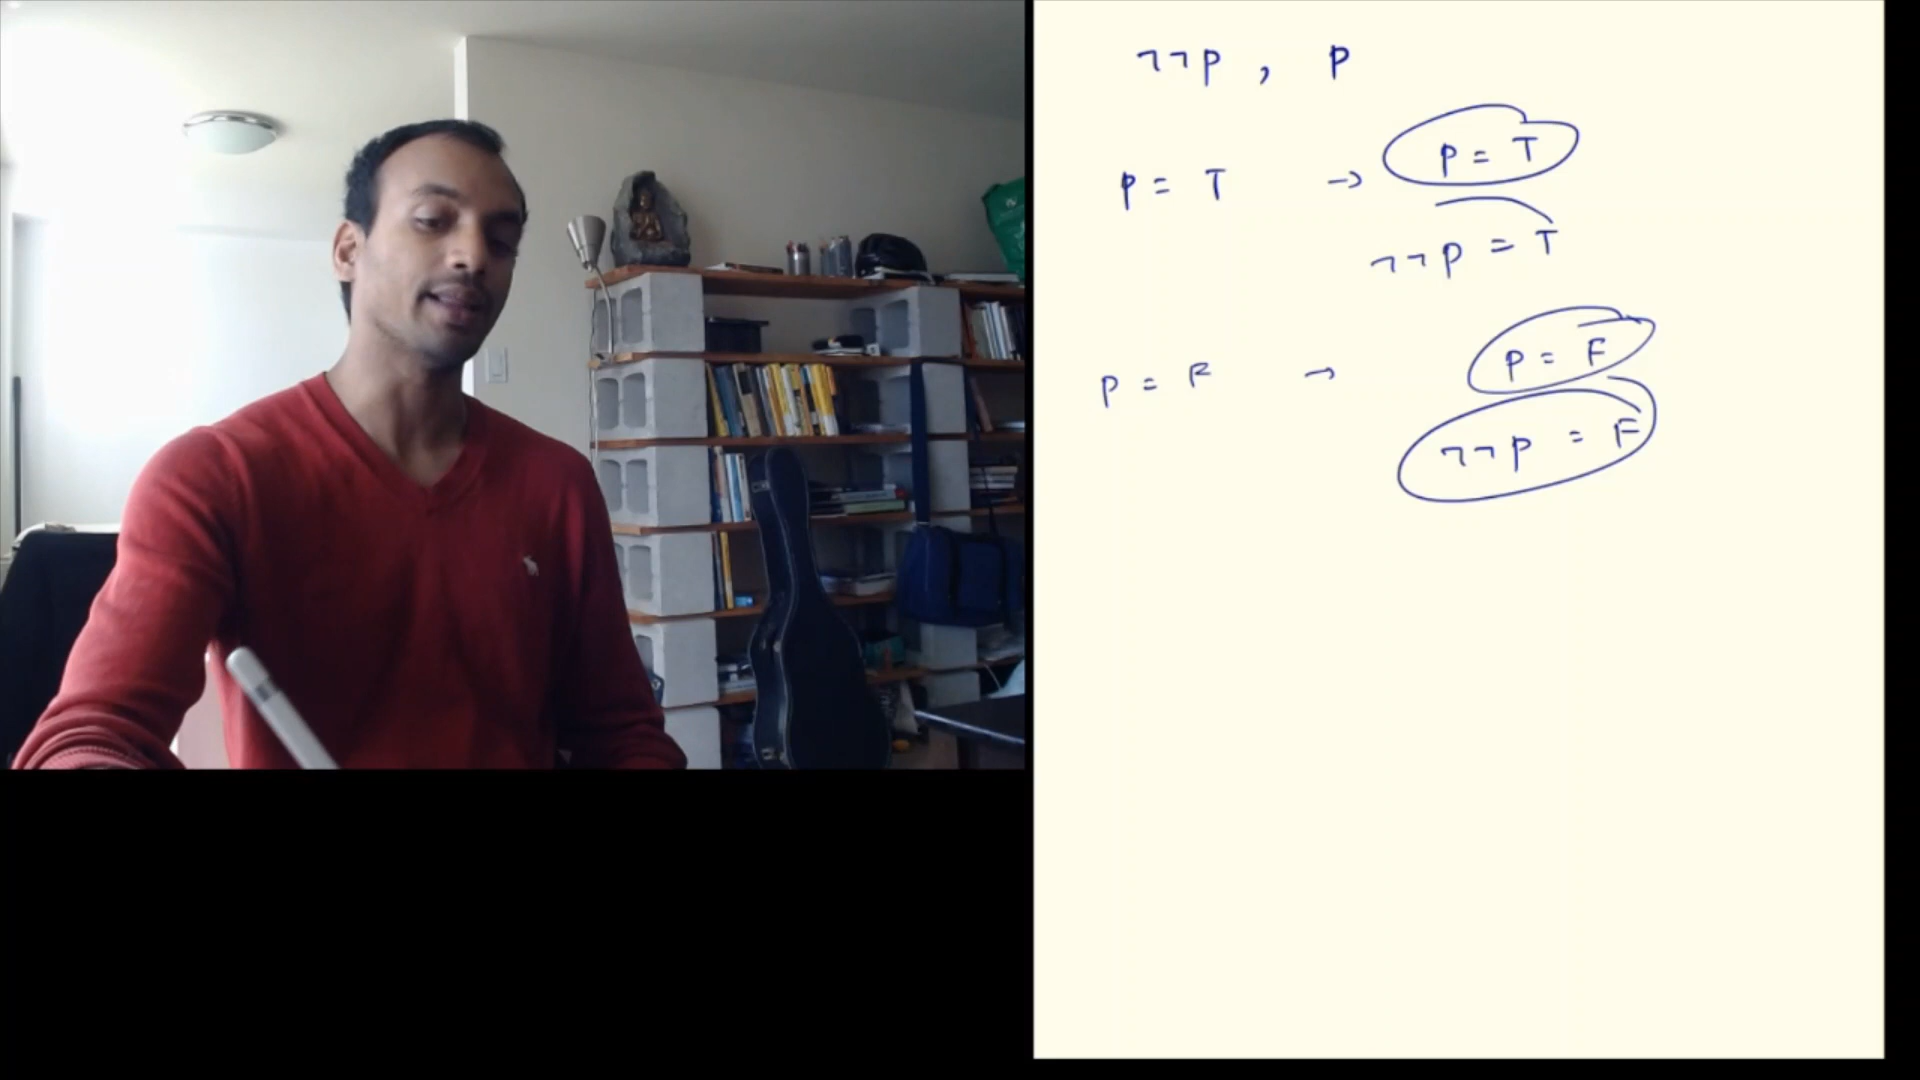 ¬¬p , p
p = T → p = T
¬¬p = T
p = F → p = F
¬¬p = F